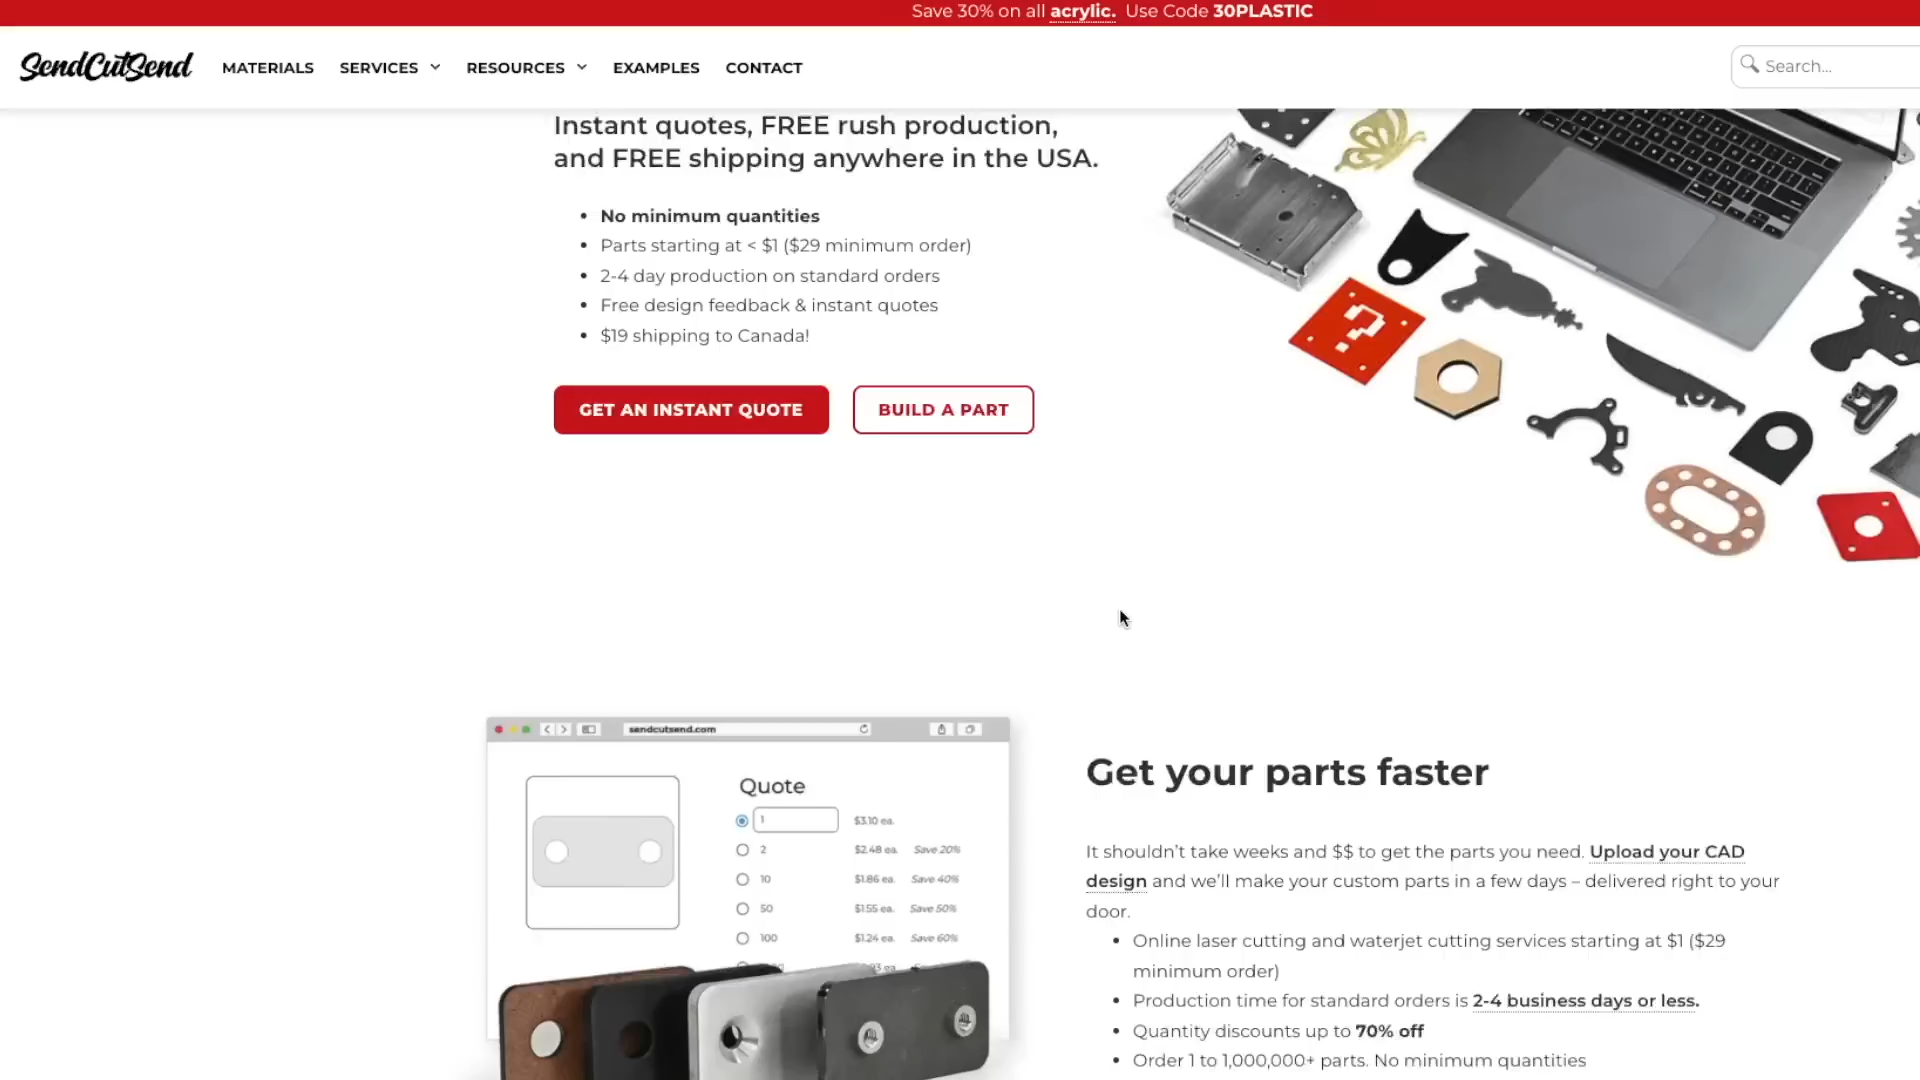 Save 30% on all acrylic. Use Code 30PLASTIC
SendCutSend
MATERIALS SERVICES RESOURCES EXAMPLES CONTACT
Search...
Instant quotes, FREE rush production,
and FREE shipping anywhere in the USA.
• No minimum quantities
• Parts starting at < $1 ($29 minimum order)
• 2-4 day production on standard orders
• Free design feedback & instant quotes
• $19 shipping to Canada!
GET AN INSTANT QUOTE BUILD A PART
sendcutsend.com
Quote
1 $3.10 ea.
2 $2.48 ea. Save 20%
10 $1.86 ea. Save 40%
50 $1.55 ea. Save 50%
100 $1.24 ea. Save 60%
Get your parts faster
It shouldn't take weeks and $$ to get the parts you need. Upload your CAD
design and we'll make your custom parts in a few days – delivered right to your
door.
• Online laser cutting and waterjet cutting services starting at $1 ($29
minimum order)
• Production time for standard orders is 2-4 business days or less.
• Quantity discounts up to 70% off
• Order 1 to 1,000,000+ parts. No minimum quantities